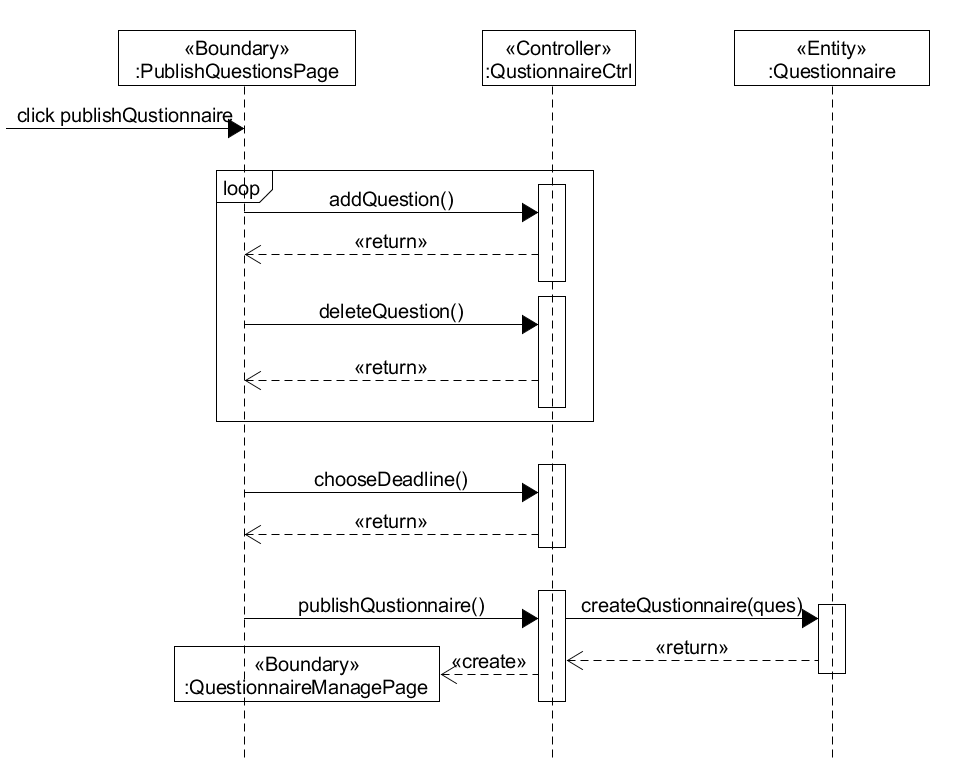 «Boundary»
:PublishQuestionsPage
«Controller»
:QustionnaireCtrl
«Entity»
:Questionnaire
click publishQustionnaire
loop
addQuestion()
«return»
deleteQuestion()
«return»
chooseDeadline()
«return»
publishQustionnaire()
createQustionnaire(ques)
«return»
«create»
«Boundary»
:QuestionnaireManagePage